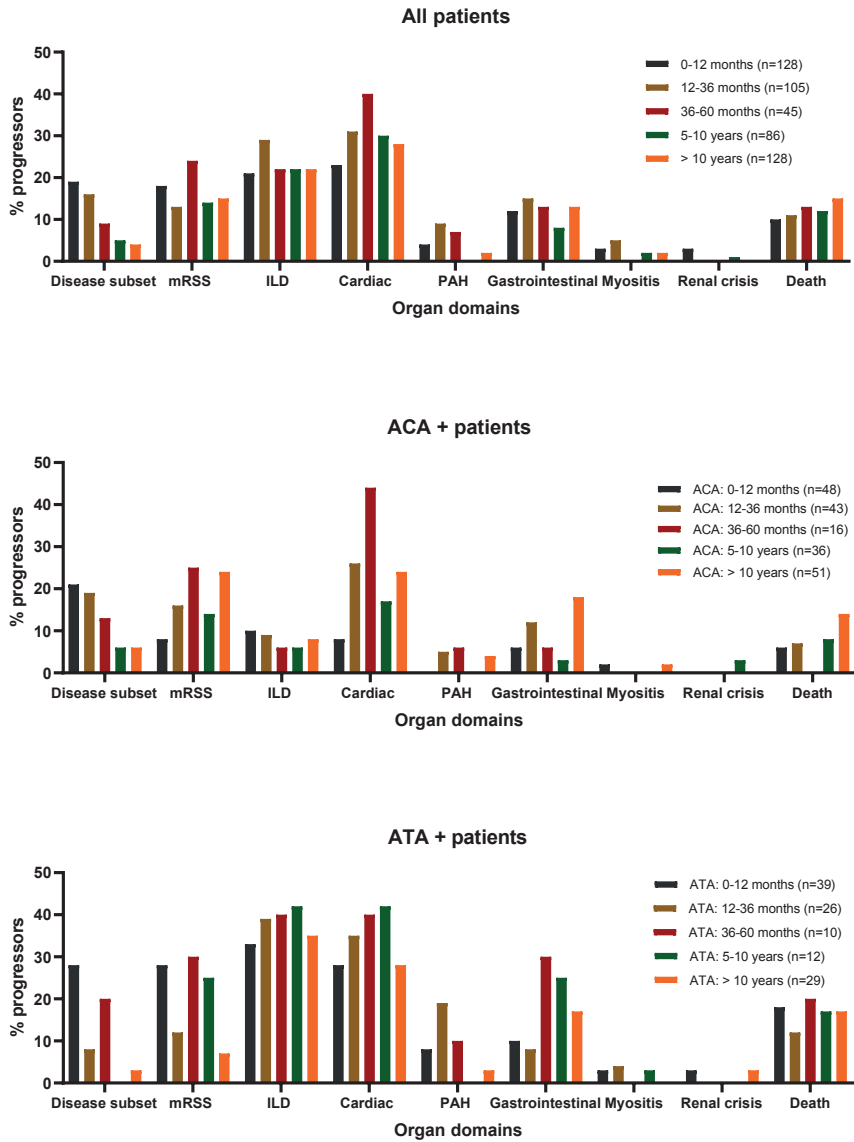 All patients
50
40
30
20
10
0
% progressors
0-12 months (n=128)
12-36 months (n=105)
36-60 months (n=45)
5-10 years (n=86)
> 10 years (n=128)
Disease subset mRSS ILD Cardiac PAH Gastrointestinal Myositis Renal crisis Death
Organ domains
ACA + patients
50
40
30
20
10
0
% progressors
ACA: 0-12 months (n=48)
ACA: 12-36 months (n=43)
ACA: 36-60 months (n=16)
ACA: 5-10 years (n=36)
ACA: > 10 years (n=51)
Disease subset mRSS ILD Cardiac PAH Gastrointestinal Myositis Renal crisis Death
Organ domains
ATA + patients
50
40
30
20
10
0
% progressors
ATA: 0-12 months (n=39)
ATA: 12-36 months (n=26)
ATA: 36-60 months (n=10)
ATA: 5-10 years (n=12)
ATA: > 10 years (n=29)
Disease subset mRSS ILD Cardiac PAH Gastrointestinal Myositis Renal crisis Death
Organ domains